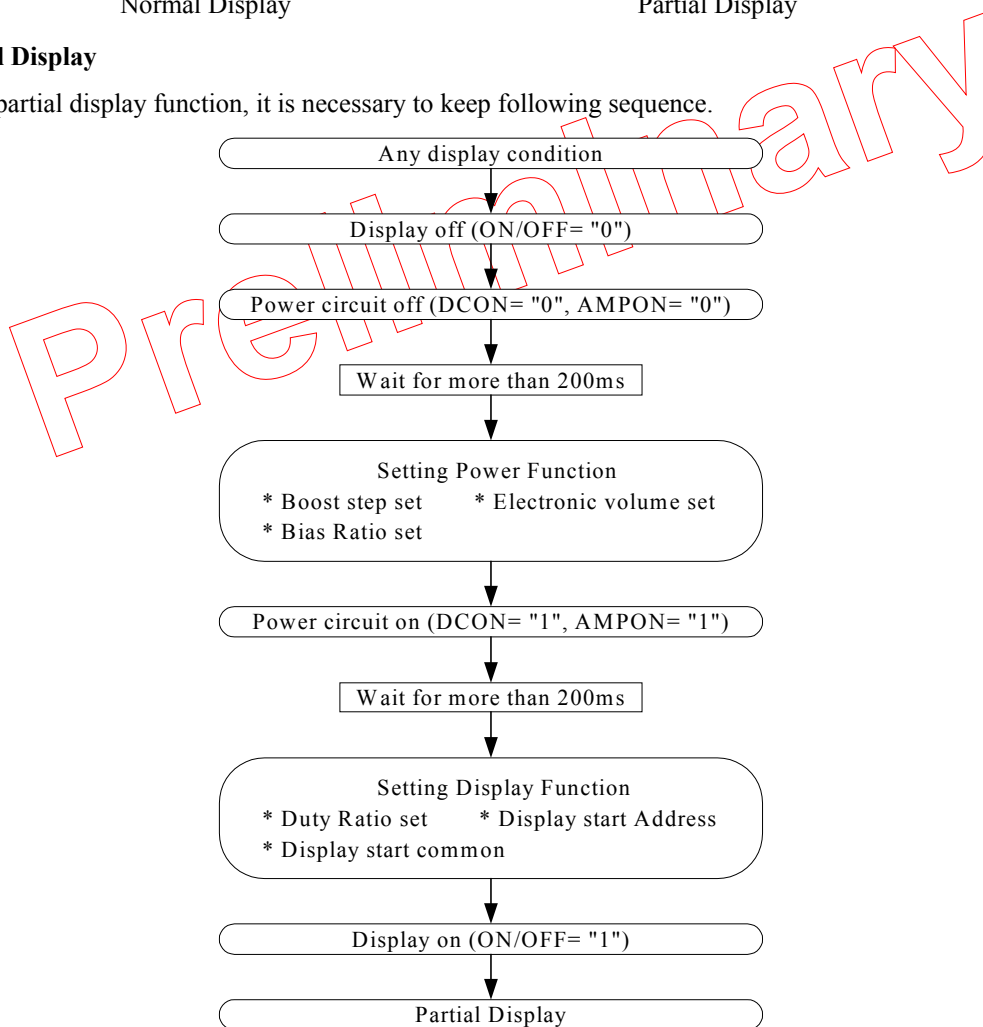 Normal Display Partial Display
l Display
partial display function, it is necessary to keep following sequence.
Preliminary
Any display condition
Display off (ON/OFF= "0")
Power circuit off (DCON= "0", AMPON= "0")
Wait for more than 200ms
Setting Power Function
* Boost step set * Electronic volume set
* Bias Ratio set
Power circuit on (DCON= "1", AMPON= "1")
Wait for more than 200ms
Setting Display Function
* Duty Ratio set * Display start Address
* Display start common
Display on (ON/OFF= "1")
Partial Display